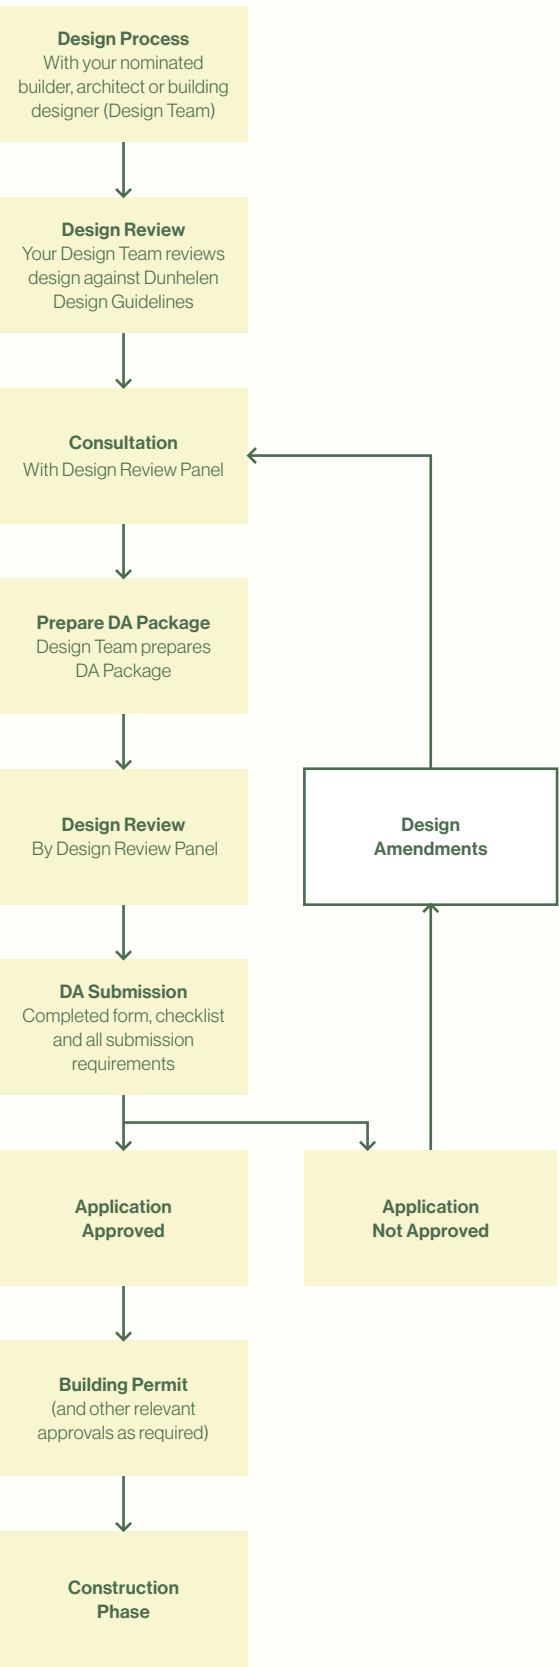 Design Process
With your nominated
builder, architect or building
designer (Design Team)
Design Review
Your Design Team reviews
design against Dunhelen
Design Guidelines
Consultation
With Design Review Panel
Prepare DA Package
Design Team prepares
DA Package
Design Review
By Design Review Panel
Design
Amendments
DA Submission
Completed form, checklist
and all submission
requirements
Application
Approved
Application
Not Approved
Building Permit
(and other relevant
approvals as required)
Construction
Phase